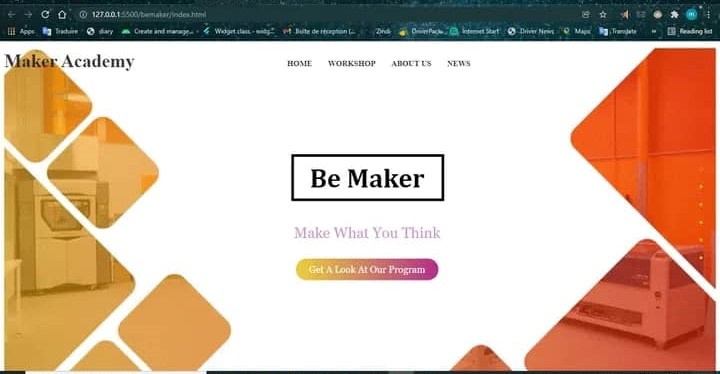 127.0.0.1:5500/bemaker/index.html
Apps Traduire diary Create and manage... Widget class - widg... Boîte de réception (... Zindi DriverPack... Internet Start Driver News Maps Translate » Reading list
Maker Academy
HOME WORKSHOP ABOUT US NEWS
Be Maker
Make What You Think
Get A Look At Our Program